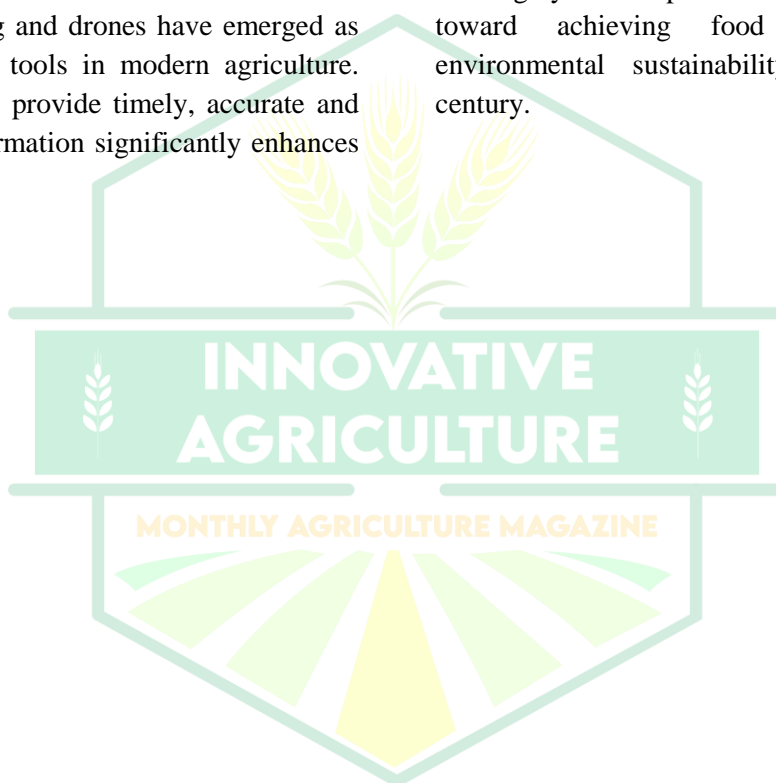 g and drones have emerged as
tools in modern agriculture.
provide timely, accurate and
rmation significantly enhances
toward achieving food
environmental sustainability
century.
INNOVATIVE
AGRICULTURE
MONTHLY AGRICULTURE MAGAZINE